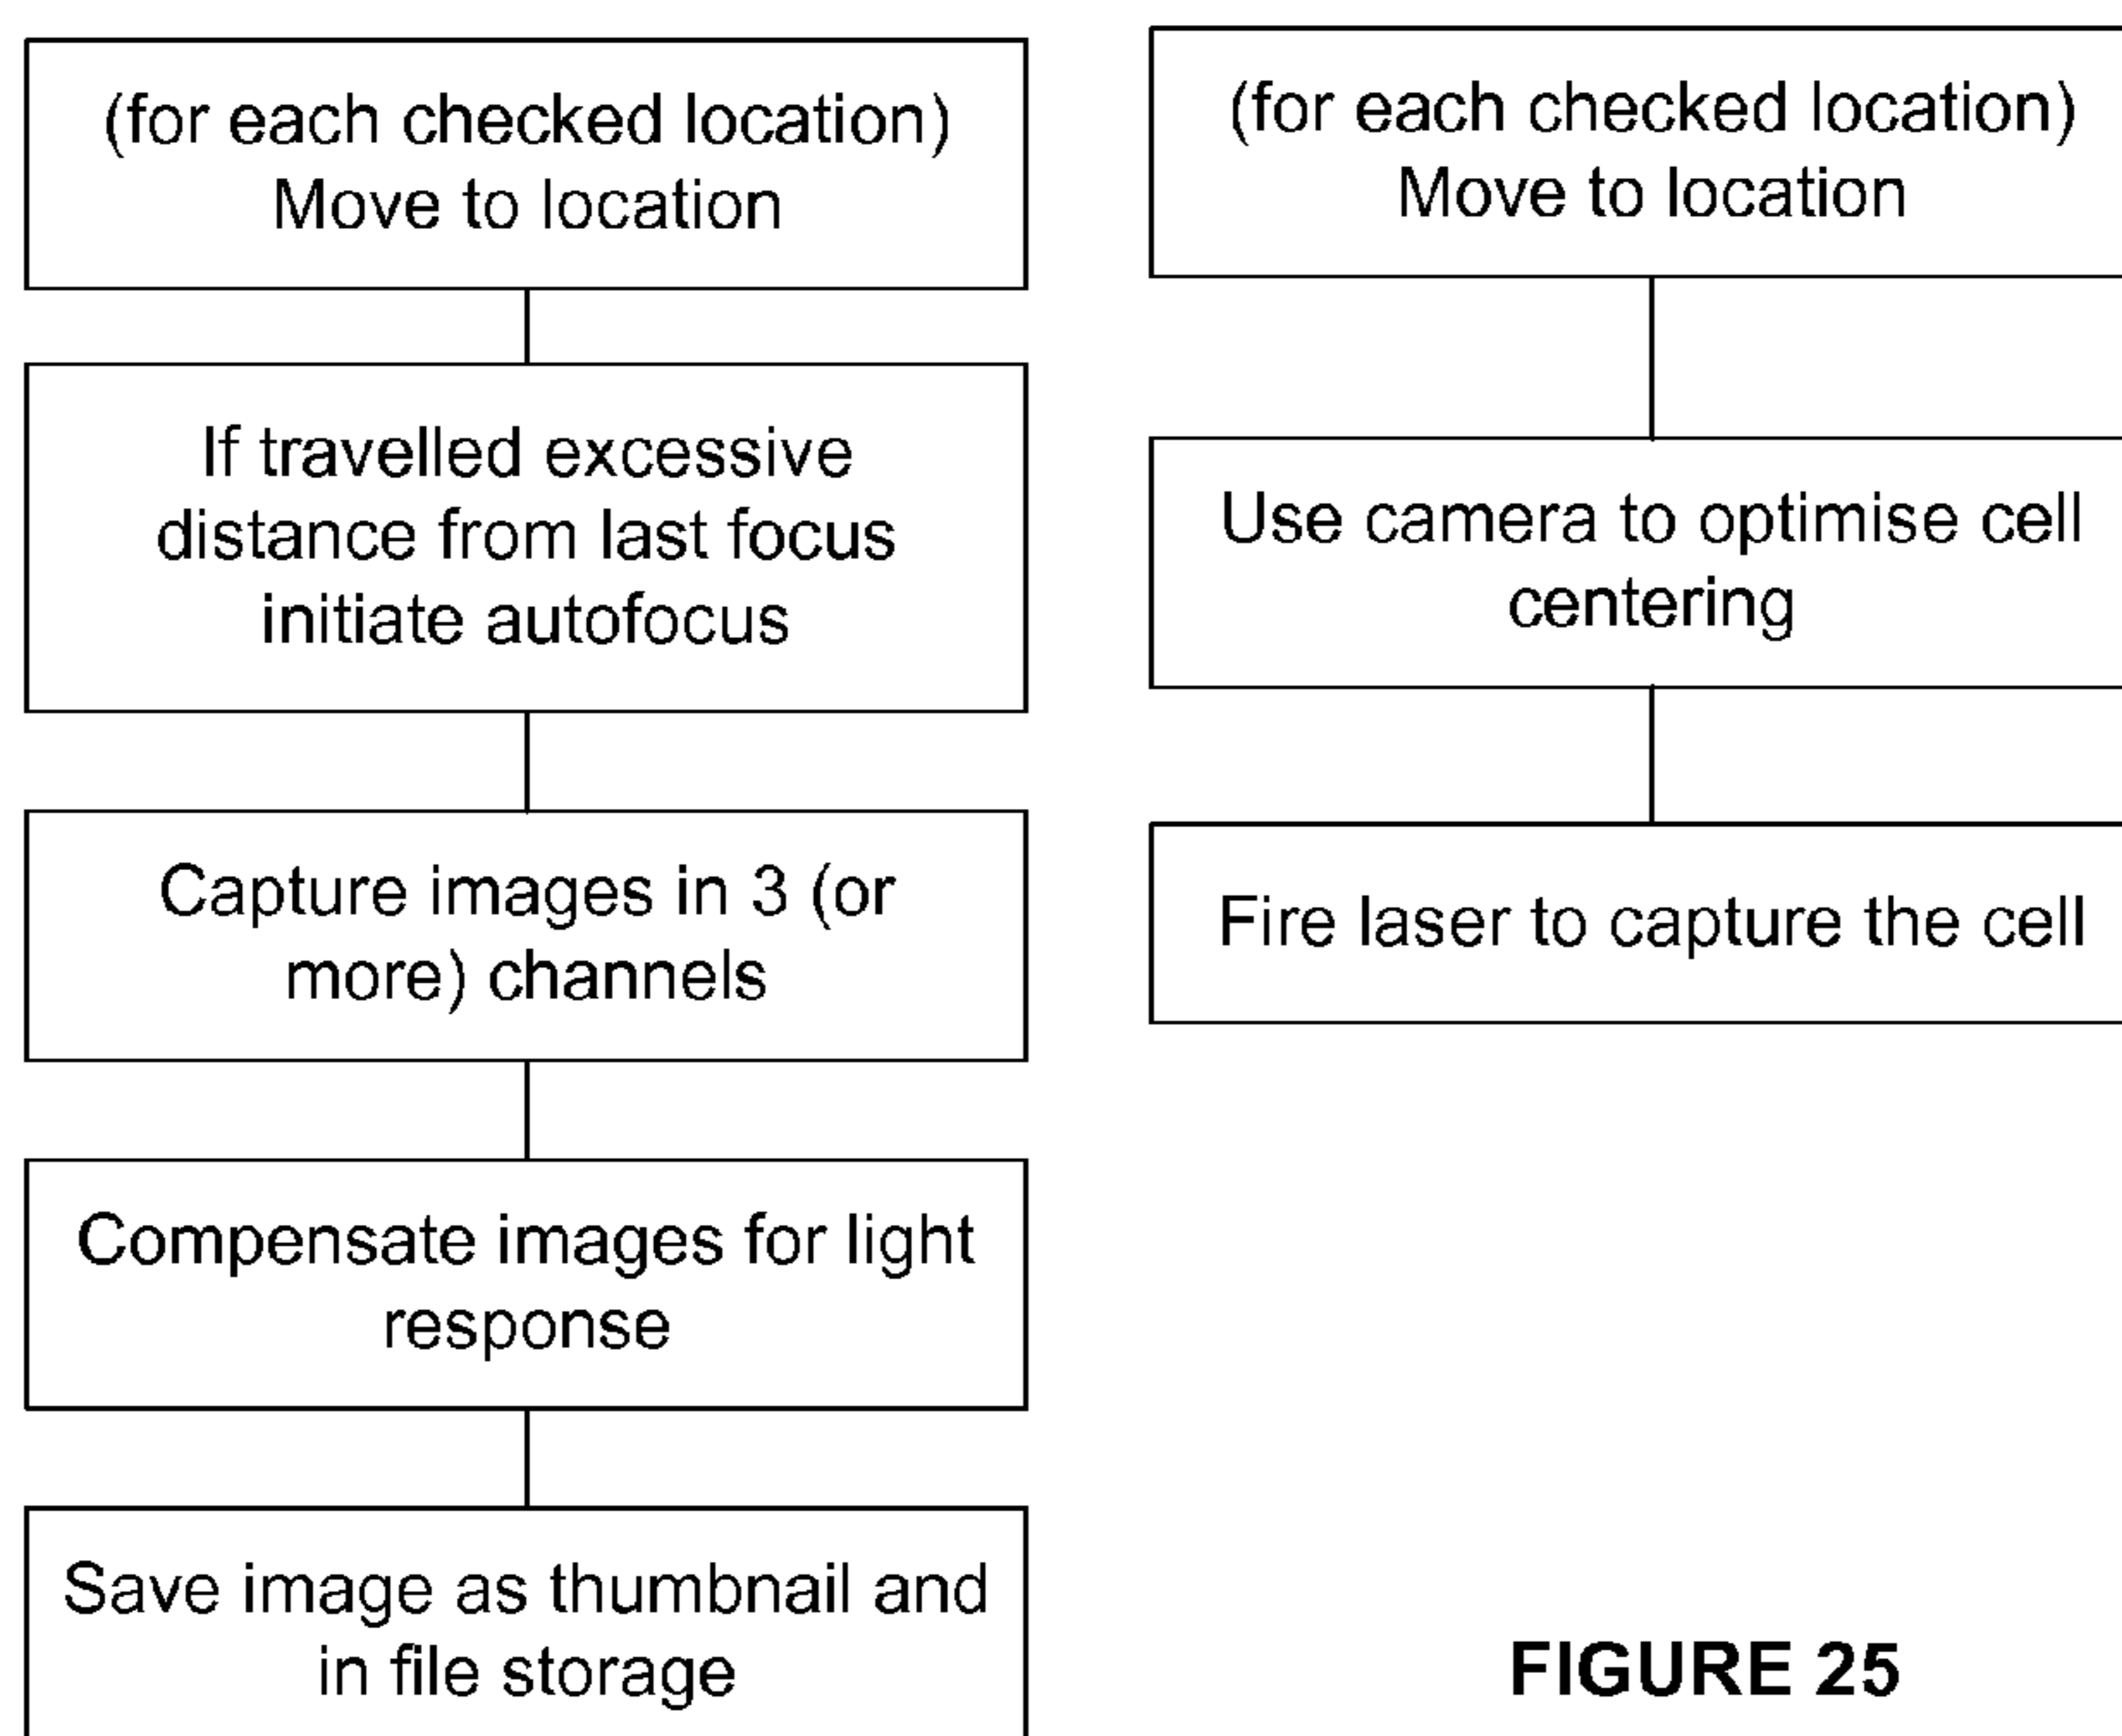 (for each checked location)
Move to location
If travelled excessive
distance from last focus
initiate autofocus
Capture images in 3 (or
more) channels
Compensate images for light
response
Save image as thumbnail and
in file storage
(for each checked location)
Move to location
Use camera to optimise cell
centering
Fire laser to capture the cell
FIGURE 25